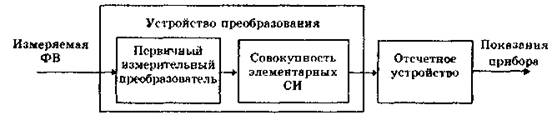 Устройство преобразования
Измеряемая
ФВ
Первичный
измерительный
преобразователь
Совокупность
элементарных
СИ
Отсчетное
устройство
Показания
прибора